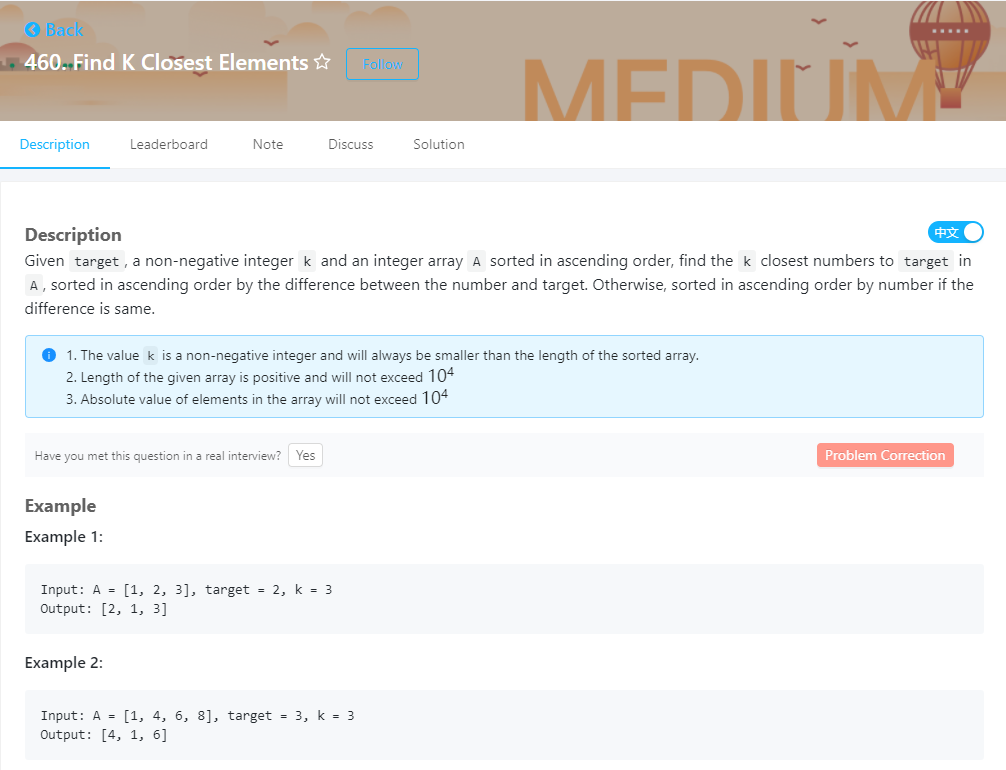 Back
460. Find K Closest Elements Follow
MEDIUM
Description Leaderboard Note Discuss Solution
Description 中文
Given target, a non-negative integer k and an integer array A sorted in ascending order, find the k closest numbers to target in
A, sorted in ascending order by the difference between the number and target. Otherwise, sorted in ascending order by number if the
difference is same.
1. The value k is a non-negative integer and will always be smaller than the length of the sorted array.
2. Length of the given array is positive and will not exceed 10⁴
3. Absolute value of elements in the array will not exceed 10⁴
Have you met this question in a real interview? Yes Problem Correction
Example
Example 1:
Input: A = [1, 2, 3], target = 2, k = 3
Output: [2, 1, 3]
Example 2:
Input: A = [1, 4, 6, 8], target = 3, k = 3
Output: [4, 1, 6]